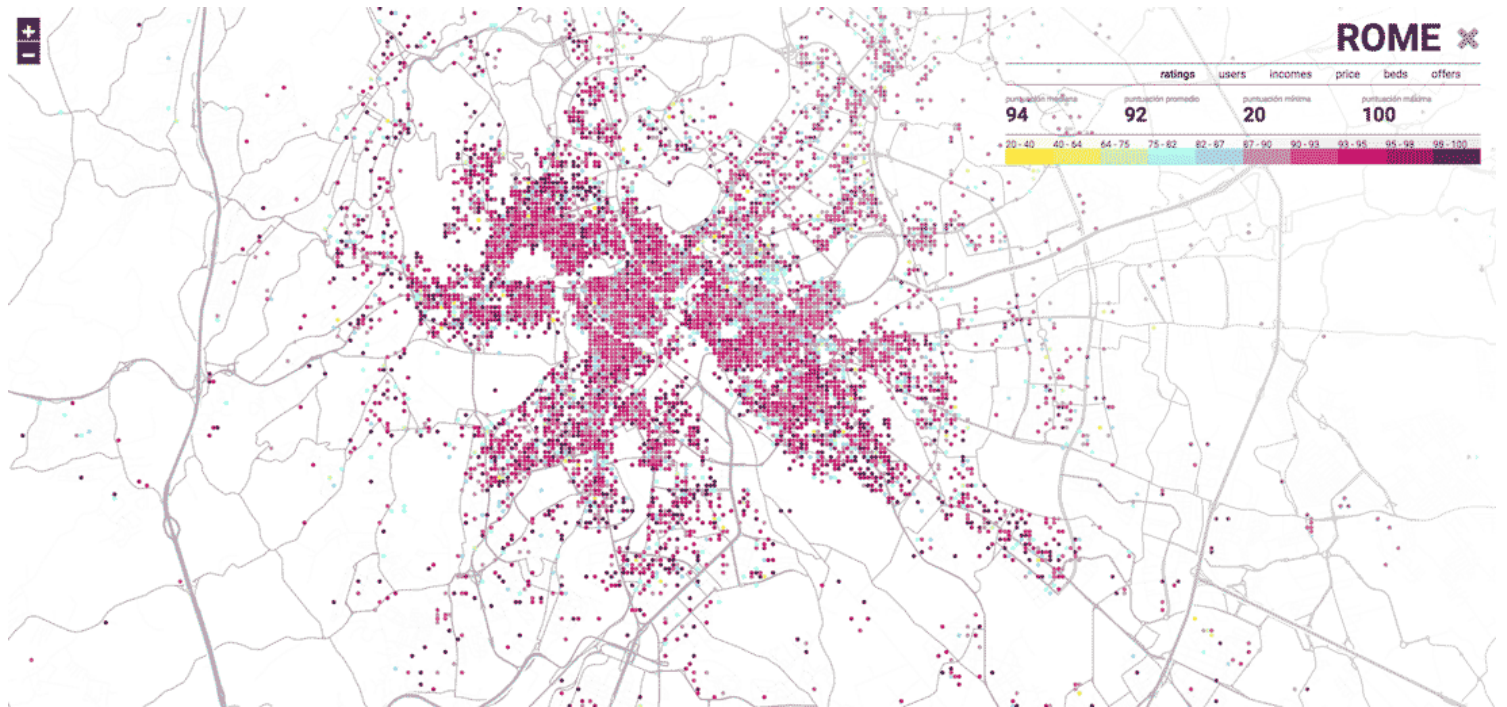 +
ROME
−
ratings users incomes price beds offers
puntuación mediana puntuación promedio puntuación mínima puntuación máxima
94 92 20 100
20 - 40 40 - 64 64 - 75 75 - 82 82 - 87 87 - 90 90 - 93 93 - 95 95 - 98 98 - 100